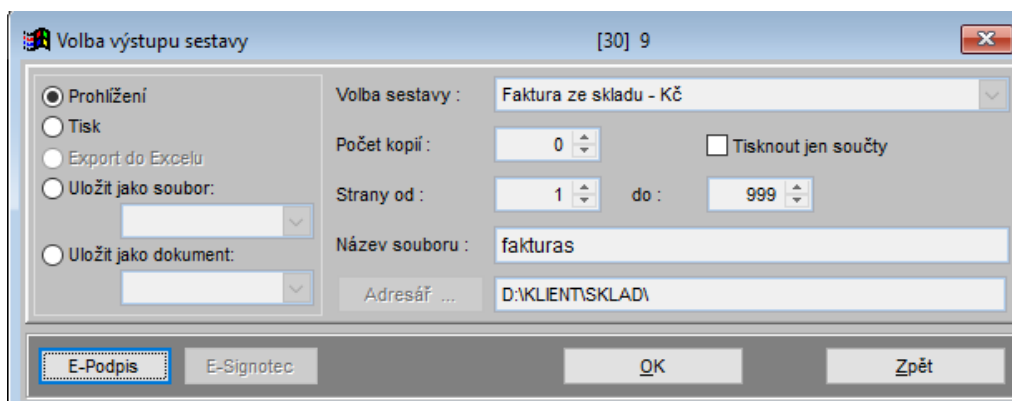 Volba výstupu sestavy [30] 9
Prohlížení
Tisk
Export do Excelu
Uložit jako soubor:
Uložit jako dokument:
Volba sestavy : Faktura ze skladu - Kč
Počet kopií : 0 Tisknout jen součty
Strany od : 1 do : 999
Název souboru : fakturas
Adresář ... D:\KLIENT\SKLAD\
E-Podpis E-Signotec OK Zpět